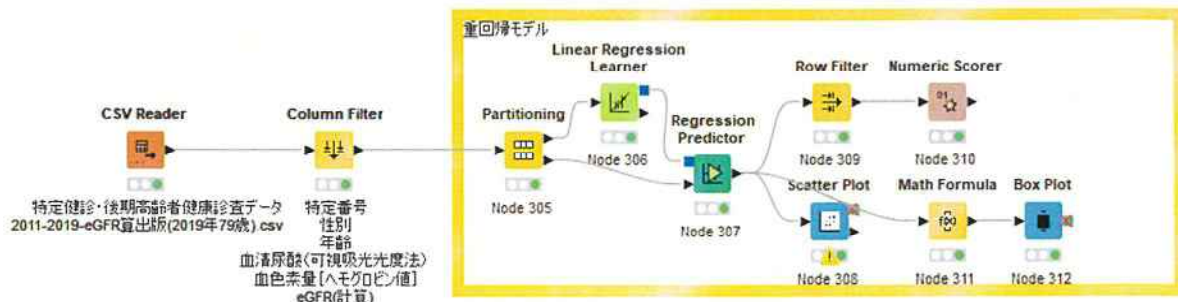 重回帰モデル
Linear Regression
Learner
Row Filter
Numeric Scorer
CSV Reader
Column Filter
Partitioning
Regression
Predictor
Node 306
Node 309
Node 310
Scatter Plot
Math Formula
Box Plot
Node 305
Node 307
特定健診・後期高齢者健康診査データ
2011-2019-eGFR算出版(2019年79歳).csv
特定番号
性別
年齢
血清尿酸(可視吸光光度法)
血色素量[ヘモグロビン値]
eGFR(計算)
Node 308
Node 311
Node 312